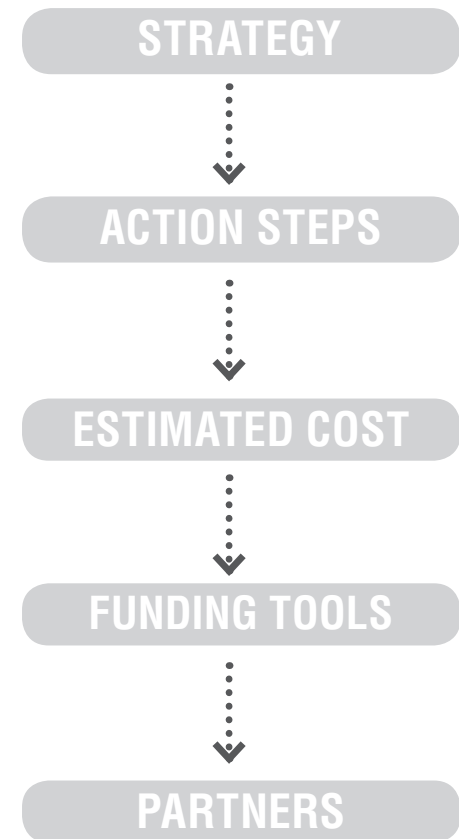 STRATEGY
ACTION STEPS
ESTIMATED COST
FUNDING TOOLS
PARTNERS